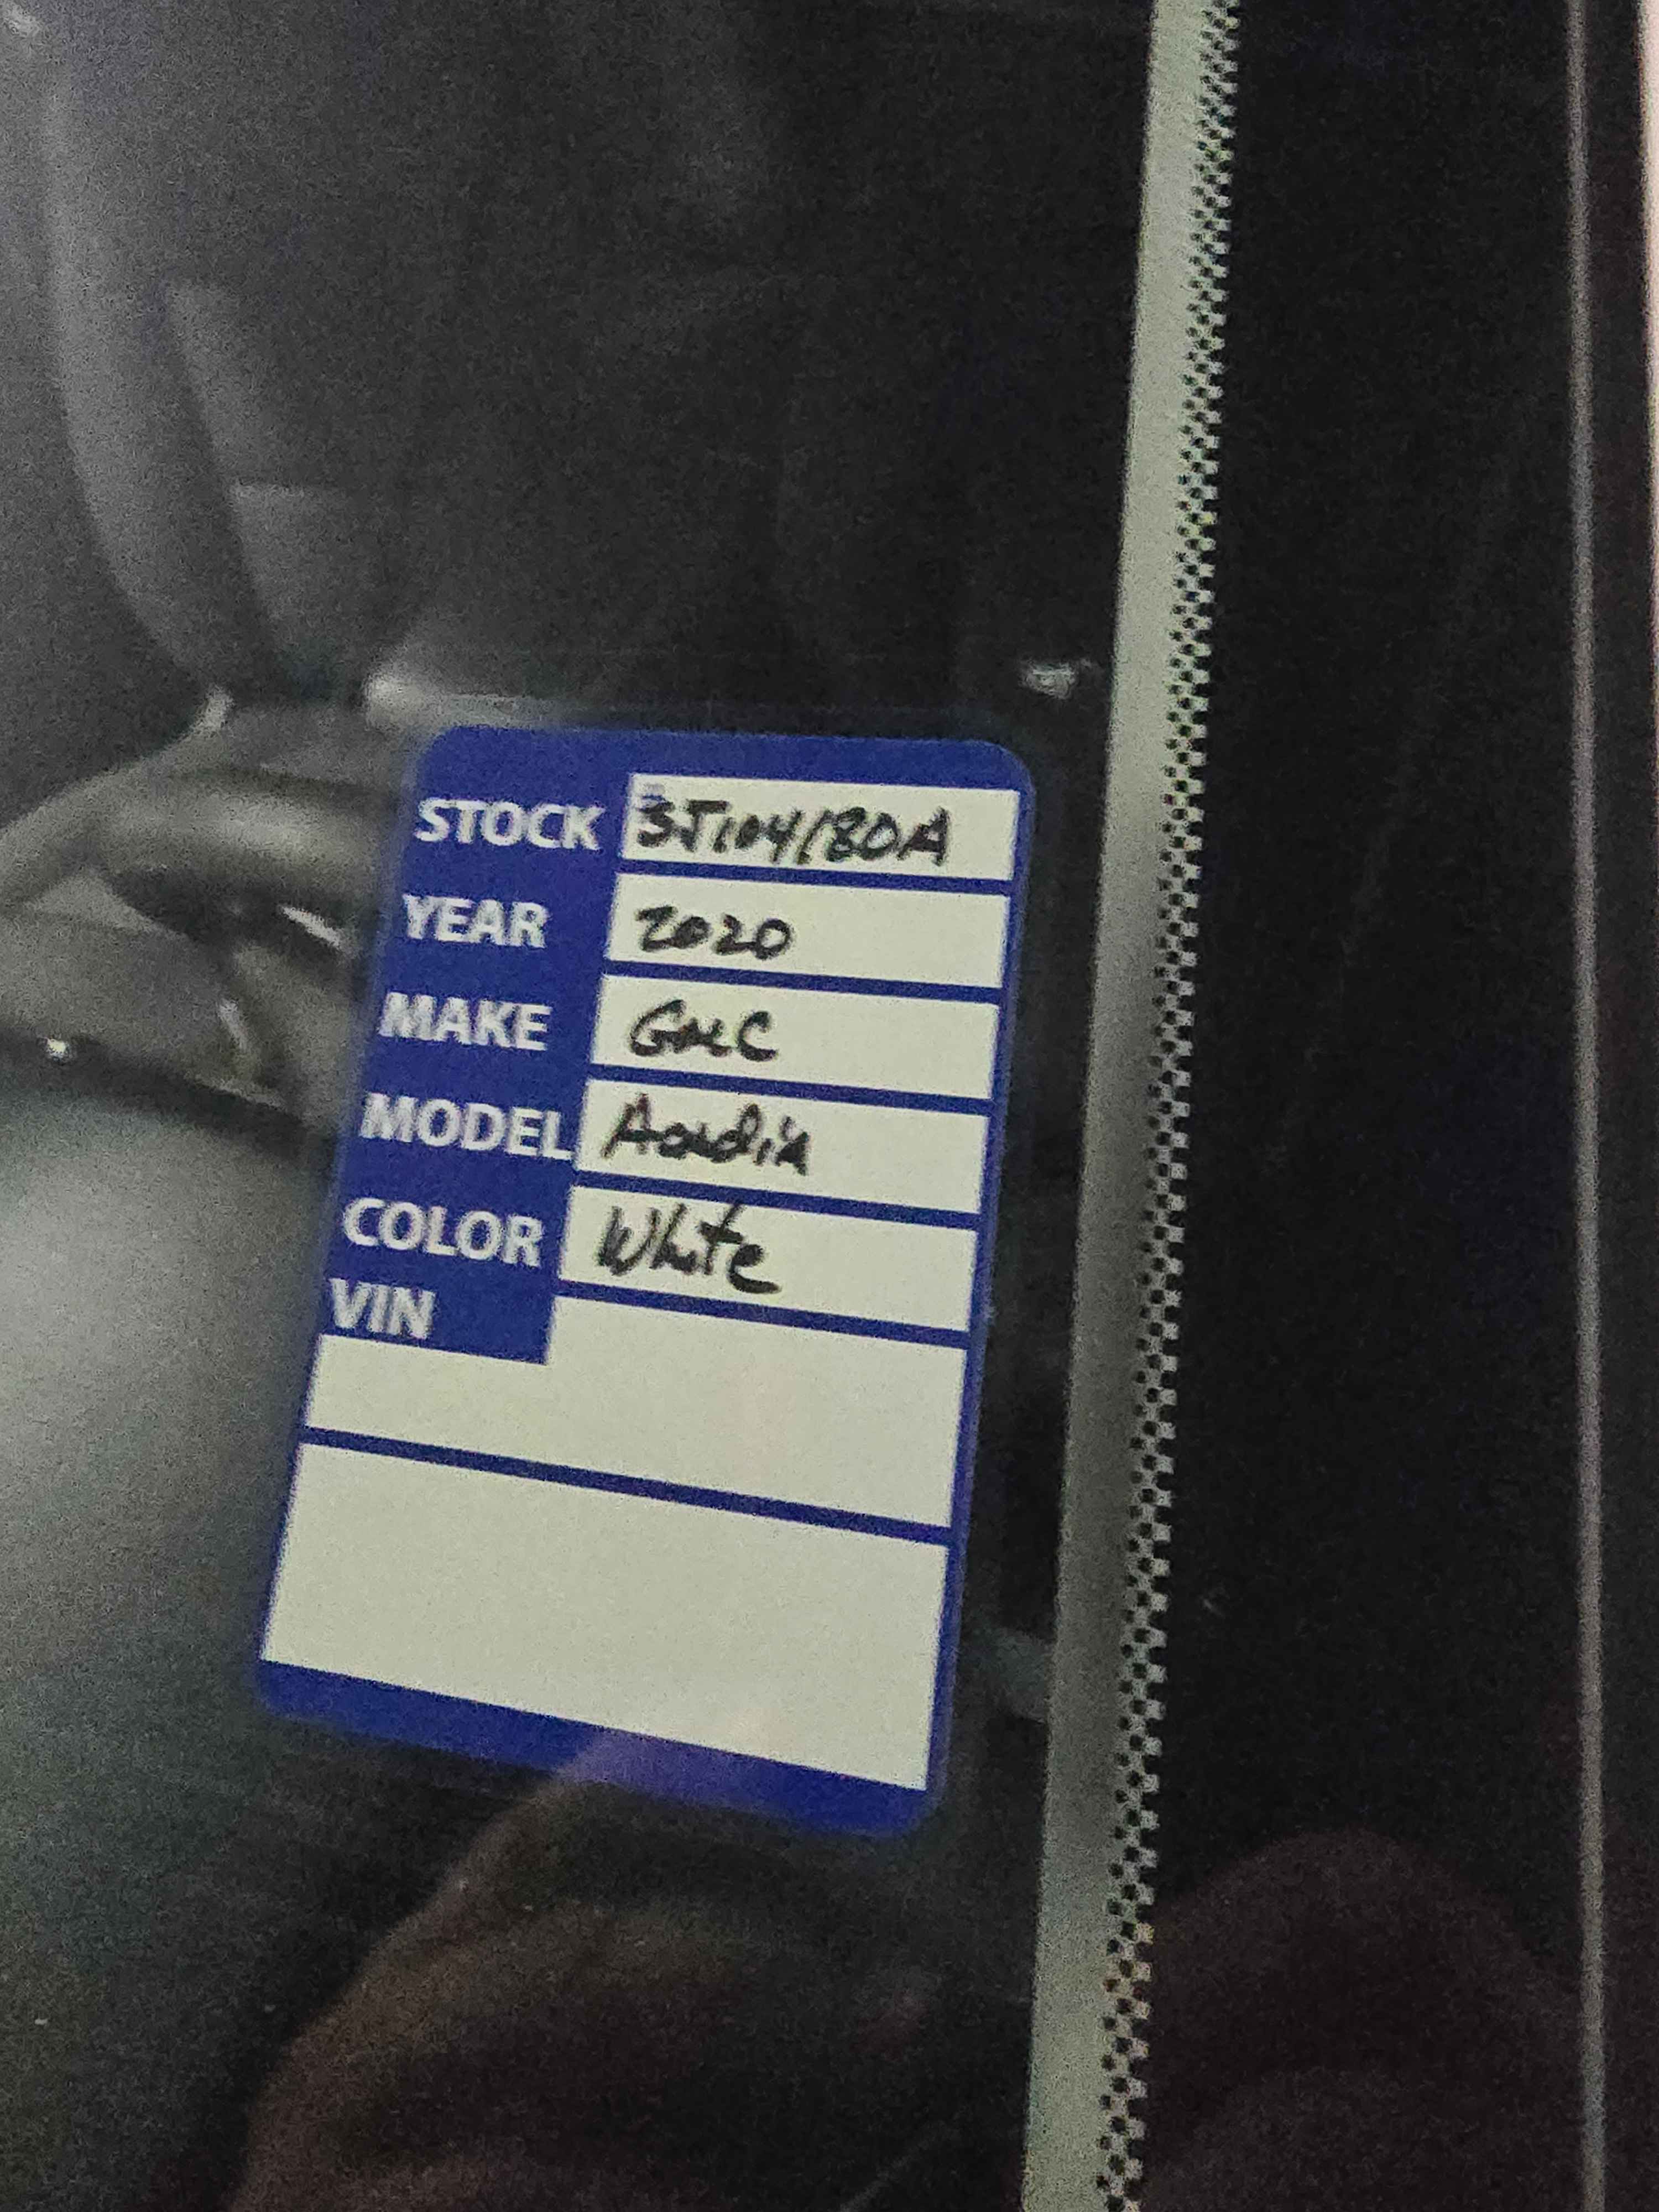 STOCK 3J104180A
YEAR 2020
MAKE GMC
MODEL Acadia
COLOR White
VIN